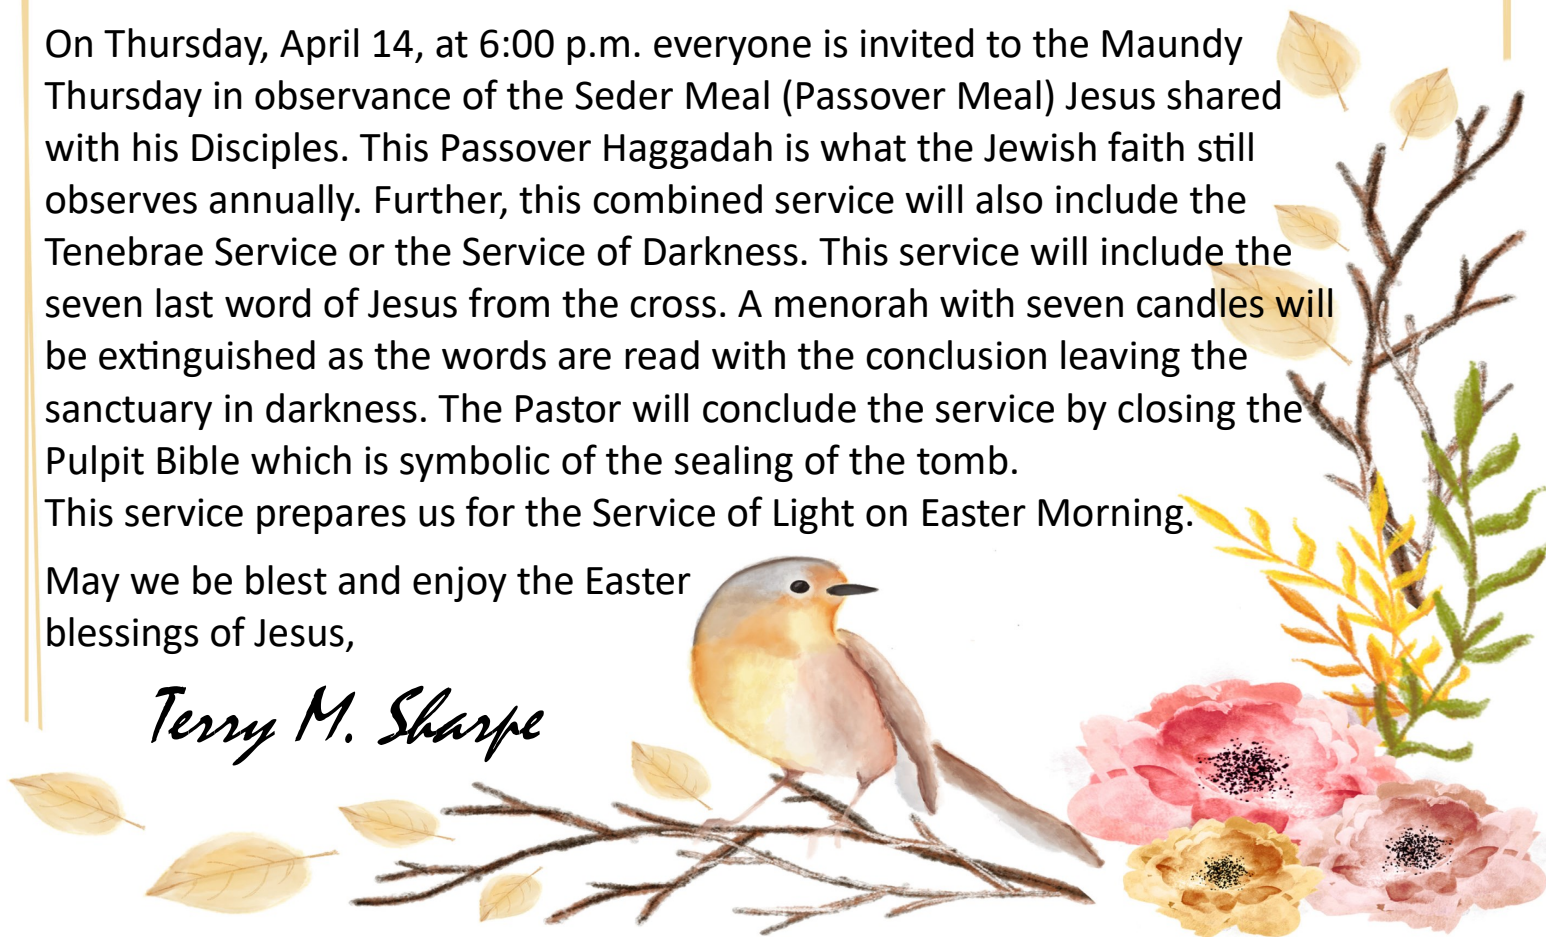 On Thursday, April 14, at 6:00 p.m. everyone is invited to the Maundy
Thursday in observance of the Seder Meal (Passover Meal) Jesus shared
with his Disciples. This Passover Haggadah is what the Jewish faith still
observes annually. Further, this combined service will also include the
Tenebrae Service or the Service of Darkness. This service will include the
seven last word of Jesus from the cross. A menorah with seven candles will
be extinguished as the words are read with the conclusion leaving the
sanctuary in darkness. The Pastor will conclude the service by closing the
Pulpit Bible which is symbolic of the sealing of the tomb.
This service prepares us for the Service of Light on Easter Morning.
May we be blest and enjoy the Easter
blessings of Jesus,
Terry M. Sharpe